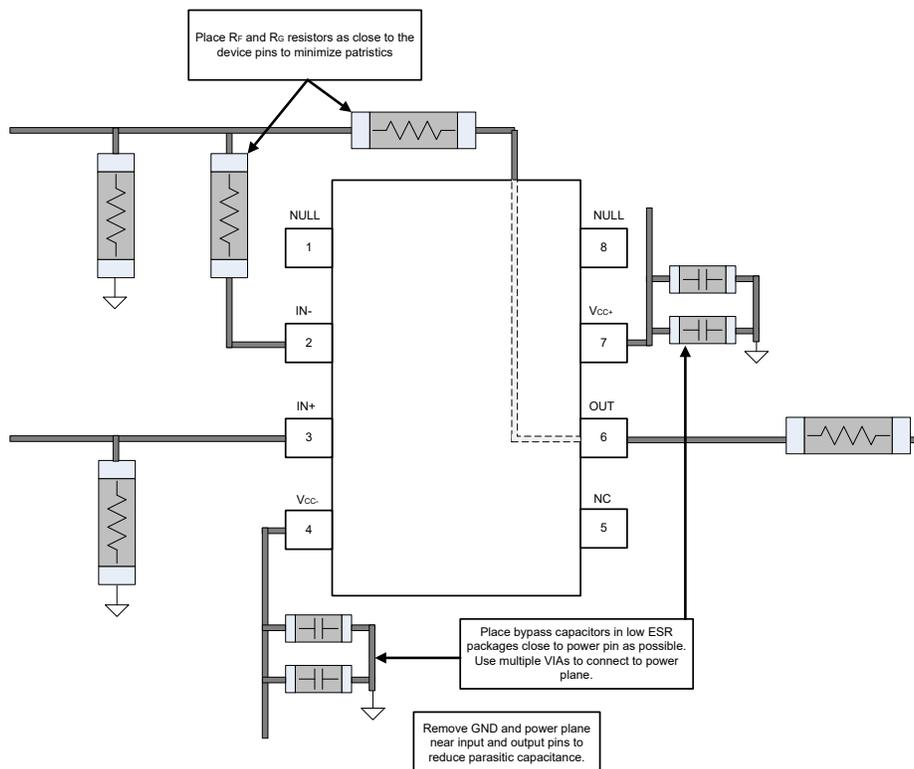 Place RF and RG resistors as close to the
device pins to minimize patristics
NULL
1
NULL
8
IN-
2
VCC+
7
IN+
3
OUT
6
VCC-
4
NC
5
Place bypass capacitors in low ESR
packages close to power pin as possible.
Use multiple VIAs to connect to power
plane.
Remove GND and power plane
near input and output pins to
reduce parasitic capacitance.